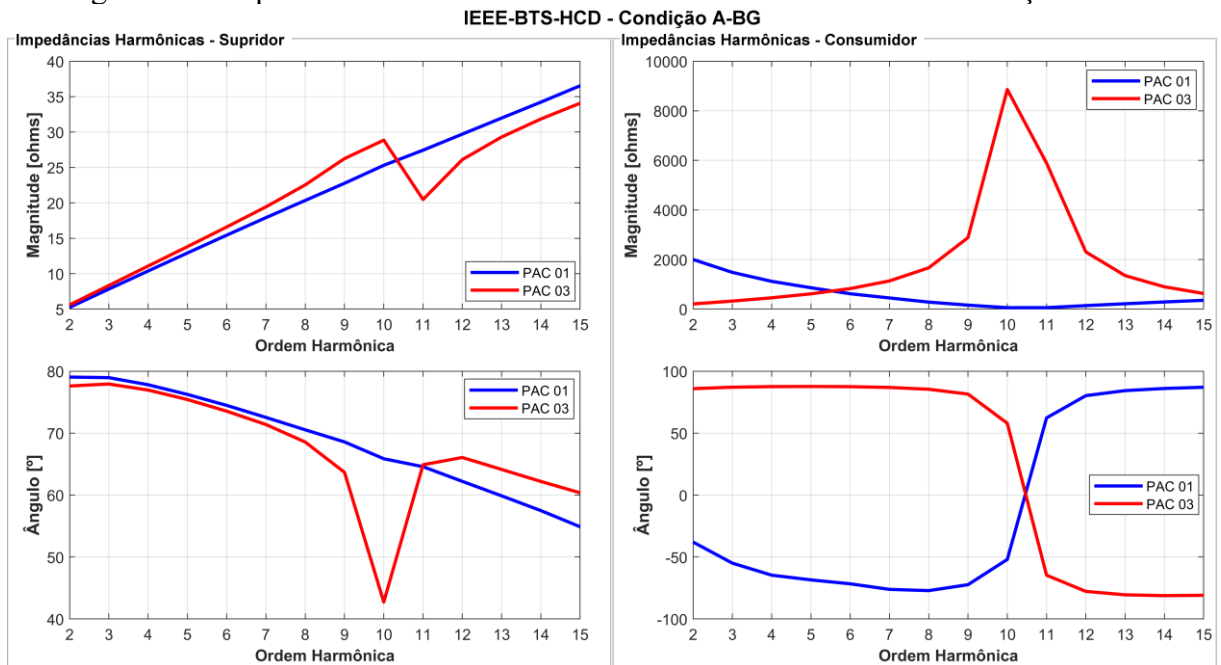 IEEE-BTS-HCD - Condição A-BG
Impedâncias Harmônicas - Supridor
40
35
30
25
20
15
10
5
Magnitude [ohms]
PAC 01
PAC 03
2 3 4 5 6 7 8 9 10 11 12 13 14 15
Ordem Harmônica
Impedâncias Harmônicas - Consumidor
10000
8000
6000
4000
2000
0
Magnitude [ohms]
PAC 01
PAC 03
2 3 4 5 6 7 8 9 10 11 12 13 14 15
Ordem Harmônica
80
70
60
50
40
Ângulo [º]
PAC 01
PAC 03
2 3 4 5 6 7 8 9 10 11 12 13 14 15
Ordem Harmônica
100
50
0
-50
-100
Ângulo [º]
PAC 01
PAC 03
2 3 4 5 6 7 8 9 10 11 12 13 14 15
Ordem Harmônica